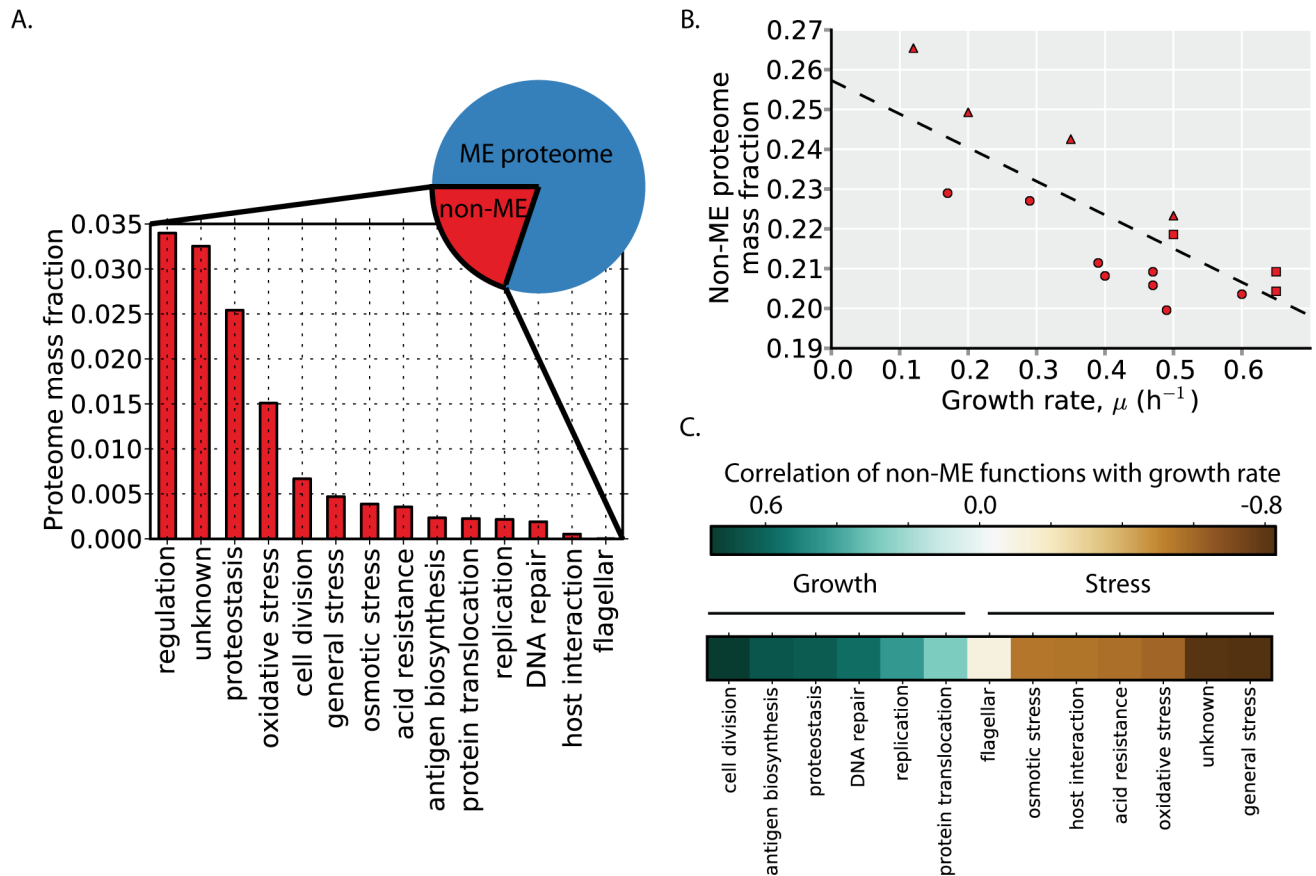 A.
ME proteome
non-ME
Proteome mass fraction
0.035
0.030
0.025
0.020
0.015
0.010
0.005
0.000
regulation
unknown
proteostasis
oxidative stress
cell division
general stress
osmotic stress
acid resistance
antigen biosynthesis
protein translocation
replication
DNA repair
host interaction
flagellar
B.
Non-ME proteome
mass fraction
0.27
0.26
0.25
0.24
0.23
0.22
0.21
0.20
0.19
0.0 0.1 0.2 0.3 0.4 0.5 0.6
Growth rate, μ (h⁻¹)
C.
Correlation of non-ME functions with growth rate
0.6 0.0 -0.8
Growth Stress
cell division
antigen biosynthesis
proteostasis
DNA repair
replication
protein translocation
flagellar
osmotic stress
host interaction
acid resistance
oxidative stress
unknown
general stress